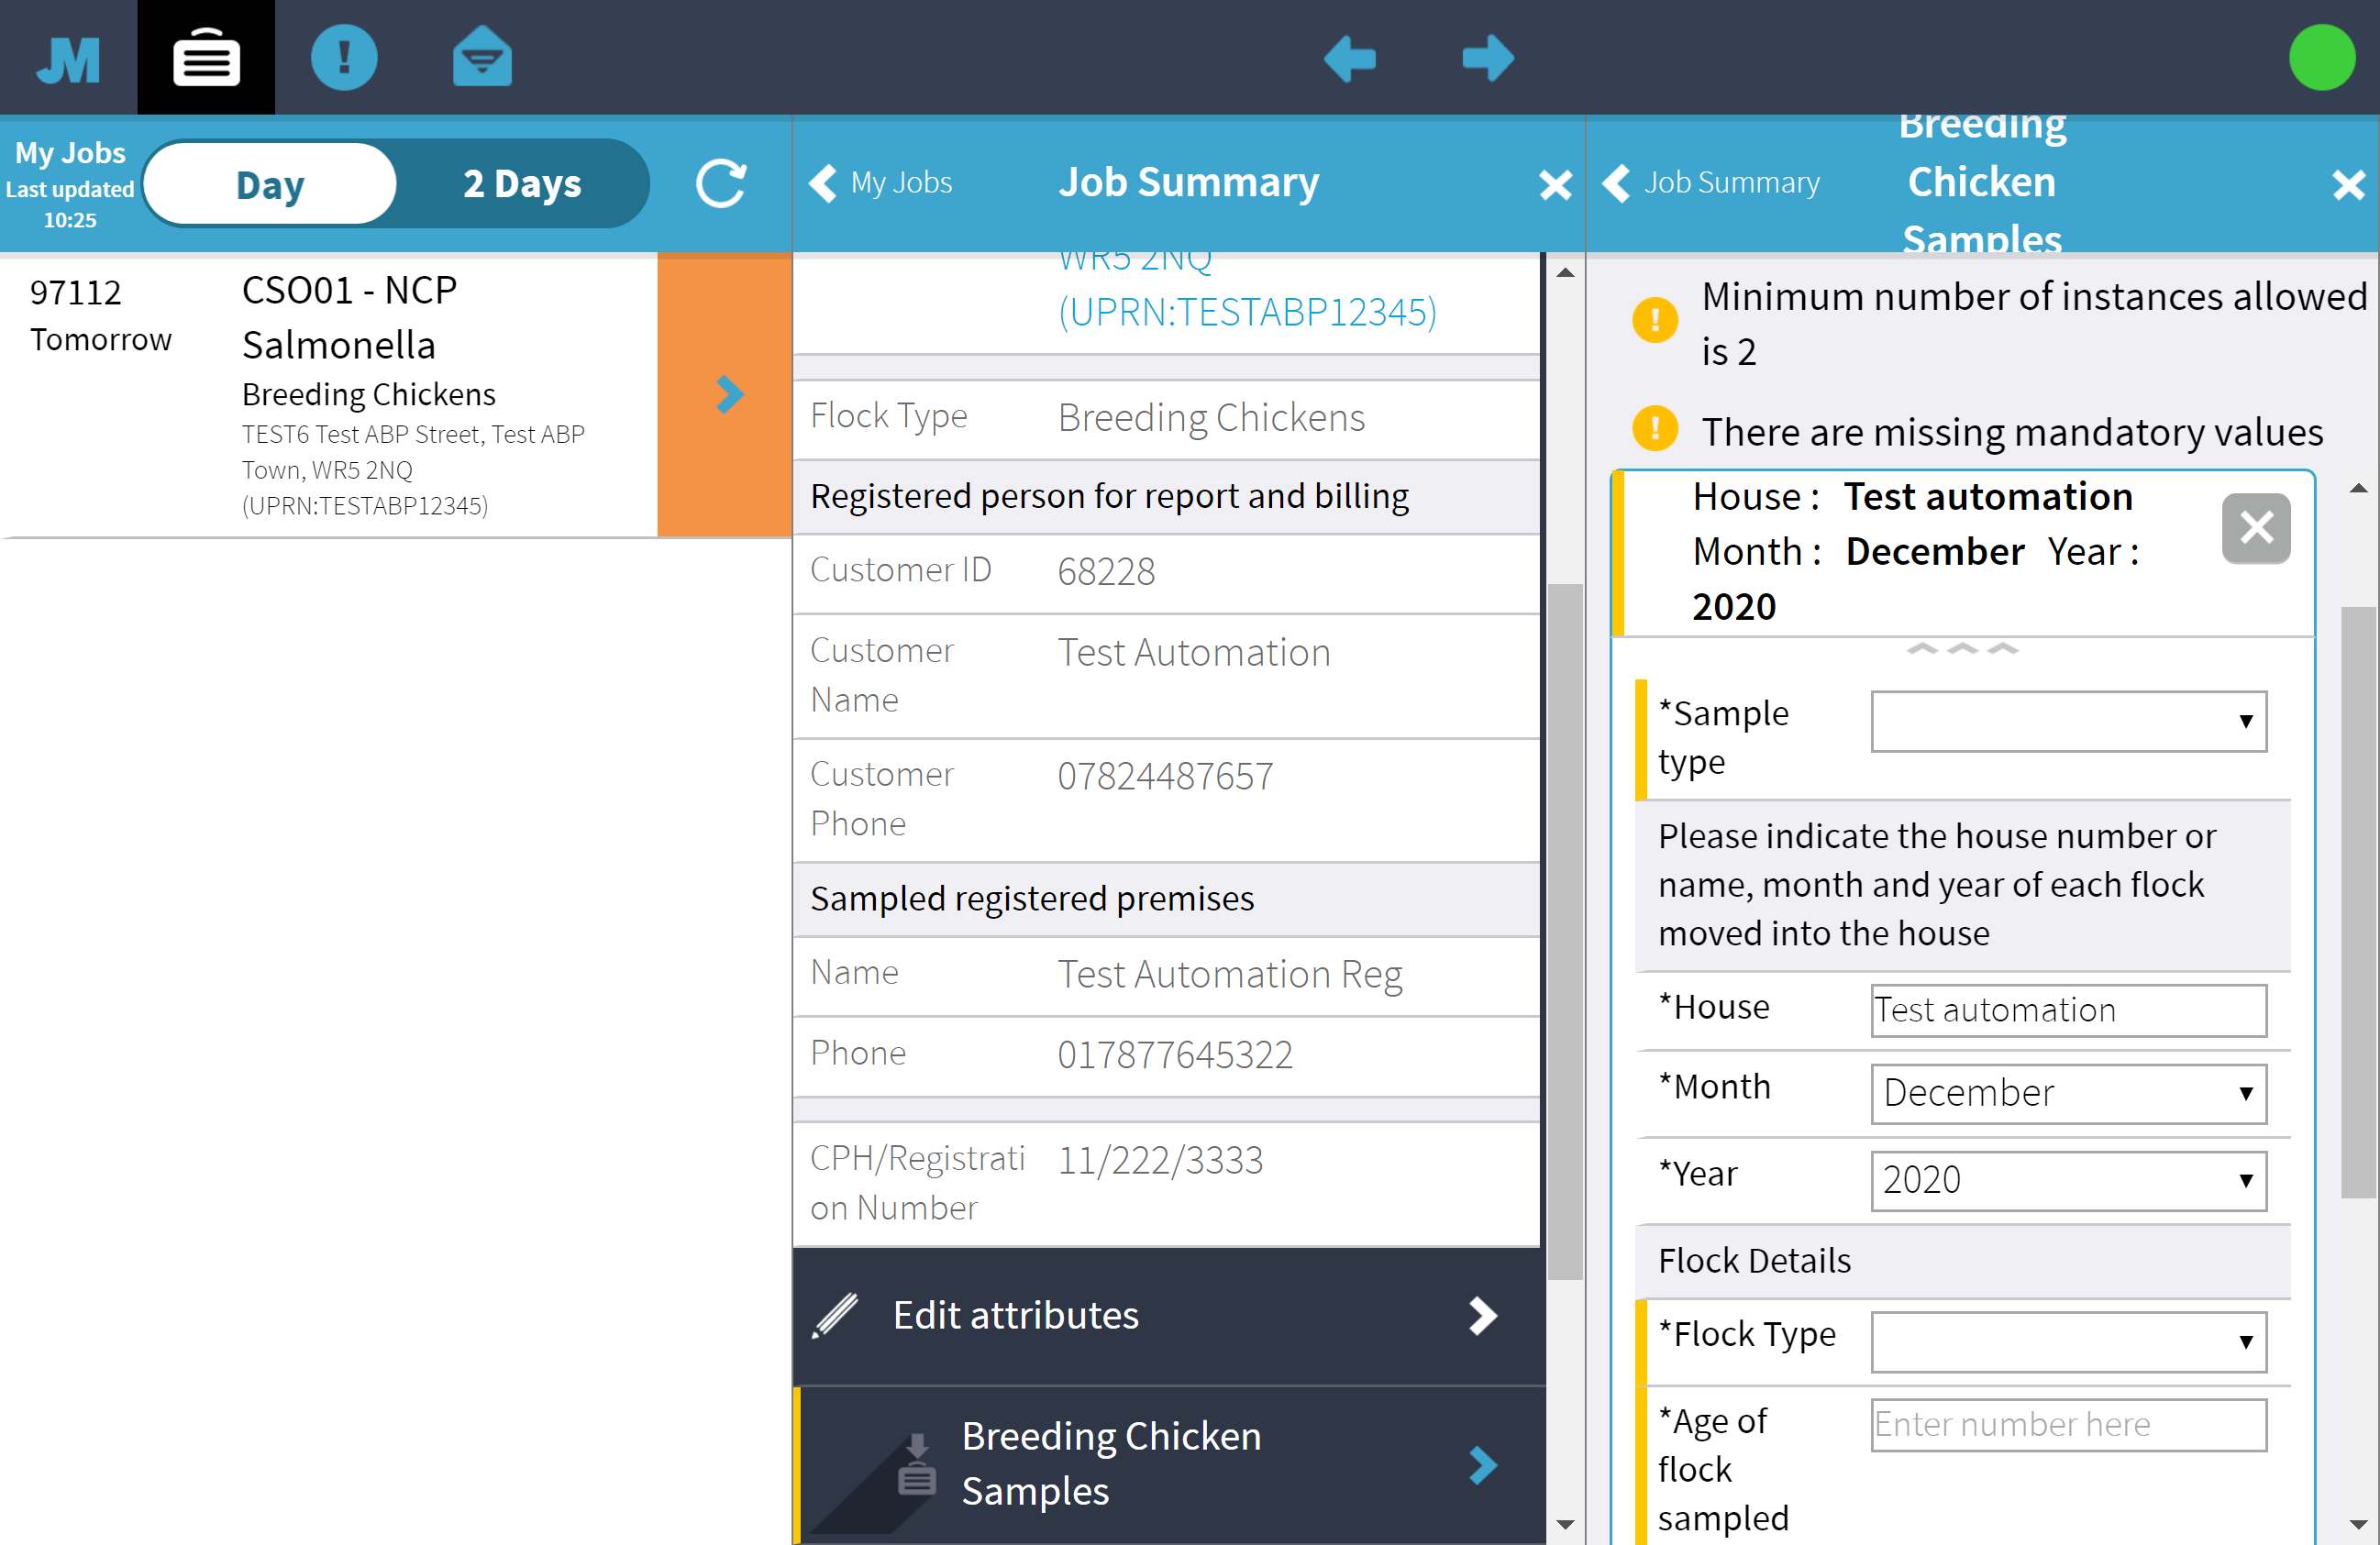 JM
My Jobs
Last updated
10:25
Day
2 Days
My Jobs
Job Summary
Job Summary
Breeding
Chicken
Samples
97112
Tomorrow
CSO01 - NCP
Salmonella
Breeding Chickens
TEST6 Test ABP Street, Test ABP
Town, WR5 2NQ
(UPRN:TESTABP12345)
WR5 2NQ
(UPRN:TESTABP12345)
Flock Type
Breeding Chickens
Registered person for report and billing
Customer ID
68228
Customer
Name
Test Automation
Customer
Phone
07824487657
Sampled registered premises
Name
Test Automation Reg
Phone
017877645322
CPH/Registrati
on Number
11/222/3333
Edit attributes
Breeding Chicken
Samples
Minimum number of instances allowed
is 2
There are missing mandatory values
House : Test automation
Month : December Year :
2020
*Sample
type
Please indicate the house number or
name, month and year of each flock
moved into the house
*House
Test automation
*Month
December
*Year
2020
Flock Details
*Flock Type
*Age of
flock
sampled
Enter number here